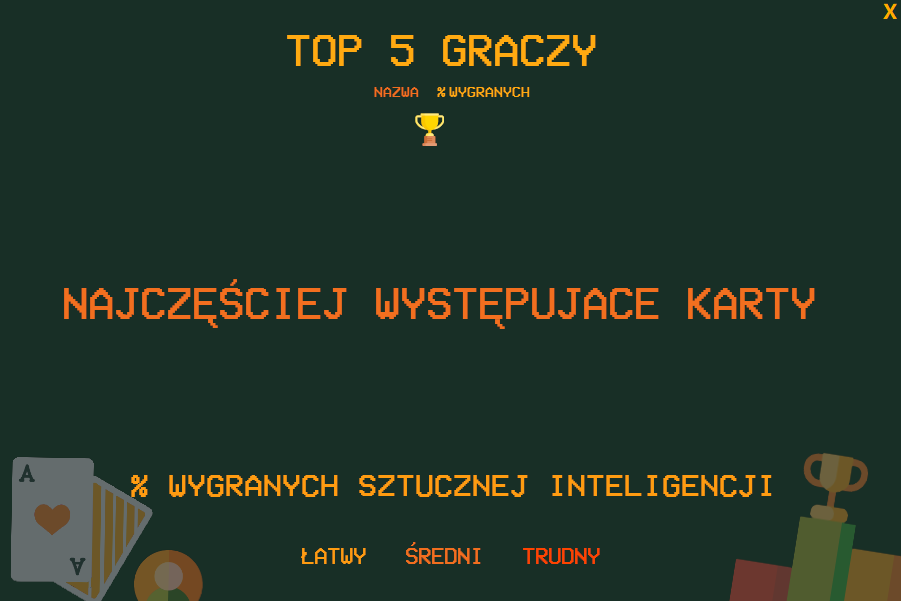 X
TOP 5 GRACZY
NAZWA % WYGRANYCH
NAJCZĘŚCIEJ WYSTĘPUJACE KARTY
A
A
% WYGRANYCH SZTUCZNEJ INTELIGENCJI
ŁATWY ŚREDNI TRUDNY